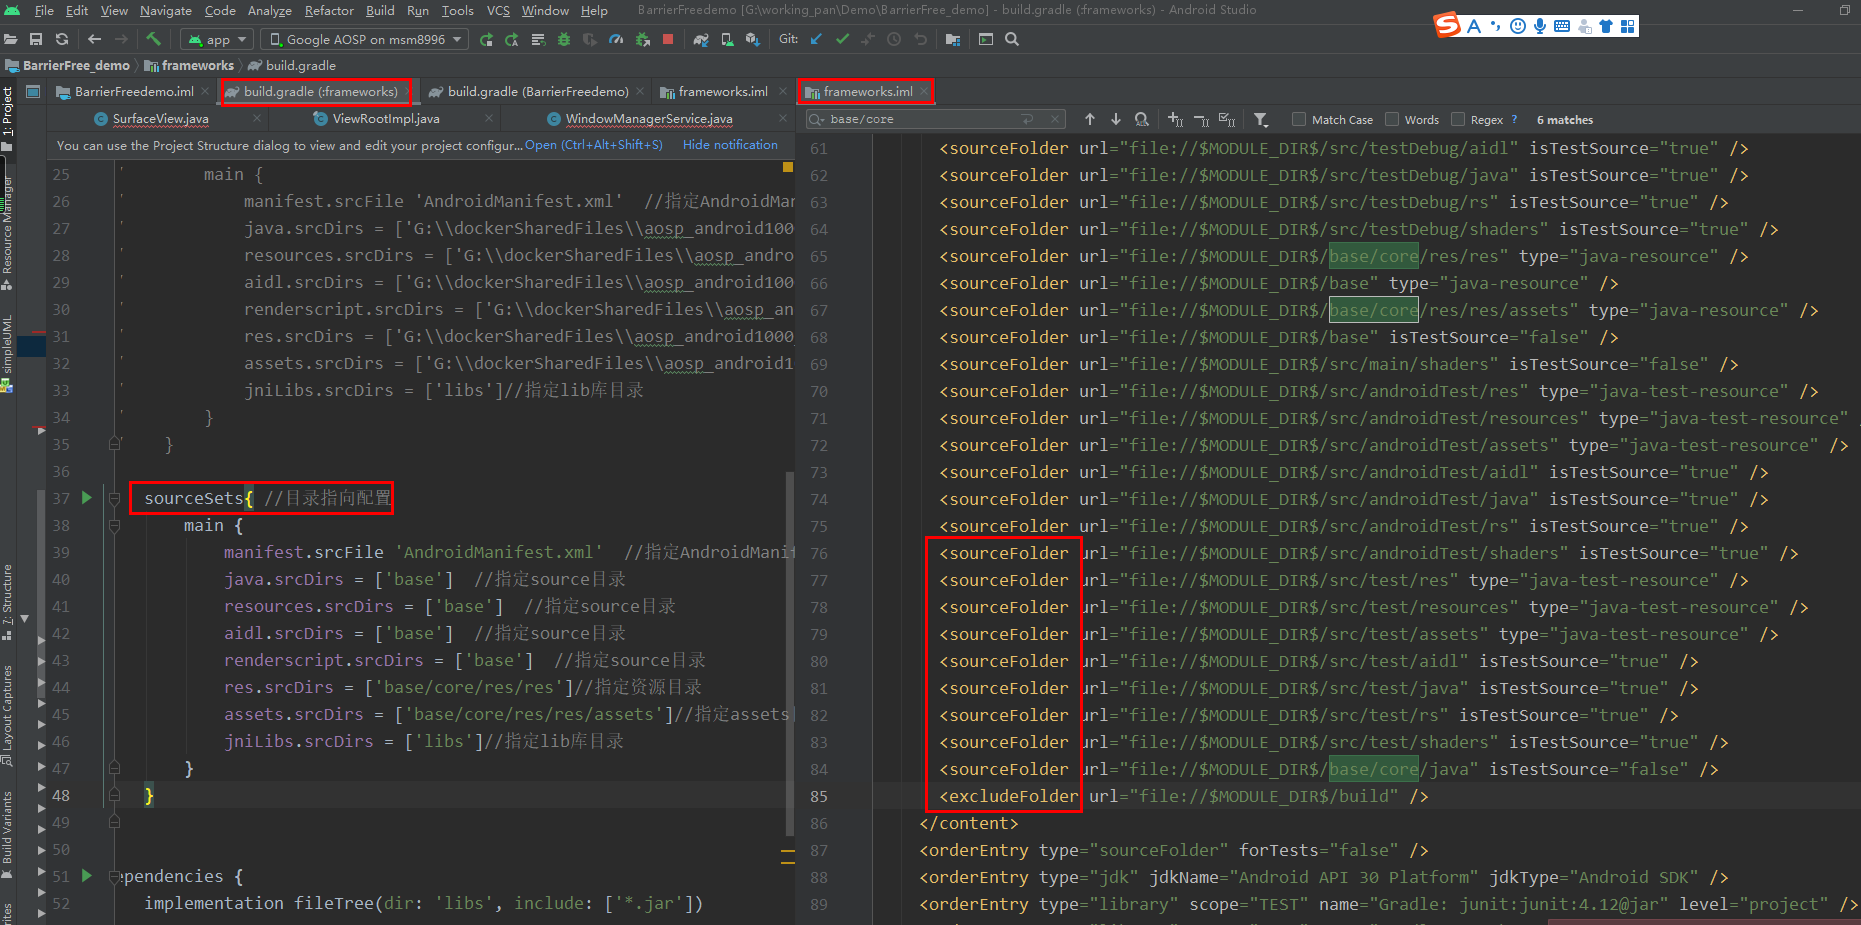 File Edit View Navigate Code Analyze Refactor Build Run Tools VCS Window Help BarrierFreedemo [G:\working_pan\Demo\BarrierFree_demo] - build.gradle (:frameworks) - Android Studio
app Google AOSP on msm8996 Git:
BarrierFree_demo frameworks build.gradle
BarrierFreedemo.iml build.gradle (:frameworks) build.gradle (BarrierFreedemo) frameworks.iml frameworks.iml
SurfaceView.java ViewRootImpl.java WindowManagerService.java
base/core Match Case Words Regex ? 6 matches
You can use the Project Structure dialog to view and edit your project configur... Open (Ctrl+Alt+Shift+S) Hide notification
1: Project
Resource Manager
simpleUML
7: Structure
Layout Captures
Build Variants
25 main {
26 manifest.srcFile 'AndroidManifest.xml' //指定AndroidMan
27 java.srcDirs = ['G:\\dockerSharedFiles\\aosp_android100
28 resources.srcDirs = ['G:\\dockerSharedFiles\\aosp_andro
29 aidl.srcDirs = ['G:\\dockerSharedFiles\\aosp_android100
30 renderscript.srcDirs = ['G:\\dockerSharedFiles\\aosp_an
31 res.srcDirs = ['G:\\dockerSharedFiles\\aosp_android1000
32 assets.srcDirs = ['G:\\dockerSharedFiles\\aosp_android1
33 jniLibs.srcDirs = ['libs']//指定lib库目录
34 }
35 }
36
37 sourceSets{ //目录指向配置
38 main {
39 manifest.srcFile 'AndroidManifest.xml' //指定AndroidManif
40 java.srcDirs = ['base'] //指定source目录
41 resources.srcDirs = ['base'] //指定source目录
42 aidl.srcDirs = ['base'] //指定source目录
43 renderscript.srcDirs = ['base'] //指定source目录
44 res.srcDirs = ['base/core/res/res']//指定资源目录
45 assets.srcDirs = ['base/core/res/res/assets']//指定assets
46 jniLibs.srcDirs = ['libs']//指定lib库目录
47 }
48 }
49
50
51 ependencies {
52 implementation fileTree(dir: 'libs', include: ['*.jar'])
61 <sourceFolder url="file://$MODULE_DIR$/src/testDebug/aidl" isTestSource="true" />
62 <sourceFolder url="file://$MODULE_DIR$/src/testDebug/java" isTestSource="true" />
63 <sourceFolder url="file://$MODULE_DIR$/src/testDebug/rs" isTestSource="true" />
64 <sourceFolder url="file://$MODULE_DIR$/src/testDebug/shaders" isTestSource="true" />
65 <sourceFolder url="file://$MODULE_DIR$/base/core/res/res" type="java-resource" />
66 <sourceFolder url="file://$MODULE_DIR$/base" type="java-resource" />
67 <sourceFolder url="file://$MODULE_DIR$/base/core/res/res/assets" type="java-resource" />
68 <sourceFolder url="file://$MODULE_DIR$/base" isTestSource="false" />
69 <sourceFolder url="file://$MODULE_DIR$/src/main/shaders" isTestSource="false" />
70 <sourceFolder url="file://$MODULE_DIR$/src/androidTest/res" type="java-test-resource" />
71 <sourceFolder url="file://$MODULE_DIR$/src/androidTest/resources" type="java-test-resource" /
72 <sourceFolder url="file://$MODULE_DIR$/src/androidTest/assets" type="java-test-resource" />
73 <sourceFolder url="file://$MODULE_DIR$/src/androidTest/aidl" isTestSource="true" />
74 <sourceFolder url="file://$MODULE_DIR$/src/androidTest/java" isTestSource="true" />
75 <sourceFolder url="file://$MODULE_DIR$/src/androidTest/rs" isTestSource="true" />
76 <sourceFolder url="file://$MODULE_DIR$/src/androidTest/shaders" isTestSource="true" />
77 <sourceFolder url="file://$MODULE_DIR$/src/test/res" type="java-test-resource" />
78 <sourceFolder url="file://$MODULE_DIR$/src/test/resources" type="java-test-resource" />
79 <sourceFolder url="file://$MODULE_DIR$/src/test/assets" type="java-test-resource" />
80 <sourceFolder url="file://$MODULE_DIR$/src/test/aidl" isTestSource="true" />
81 <sourceFolder url="file://$MODULE_DIR$/src/test/java" isTestSource="true" />
82 <sourceFolder url="file://$MODULE_DIR$/src/test/rs" isTestSource="true" />
83 <sourceFolder url="file://$MODULE_DIR$/src/test/shaders" isTestSource="true" />
84 <sourceFolder url="file://$MODULE_DIR$/base/core/java" isTestSource="false" />
85 <excludeFolder url="file://$MODULE_DIR$/build" />
86 </content>
87 <orderEntry type="sourceFolder" forTests="false" />
88 <orderEntry type="jdk" jdkName="Android API 30 Platform" jdkType="Android SDK" />
89 <orderEntry type="library" scope="TEST" name="Gradle: junit:junit:4.12@jar" level="project" />